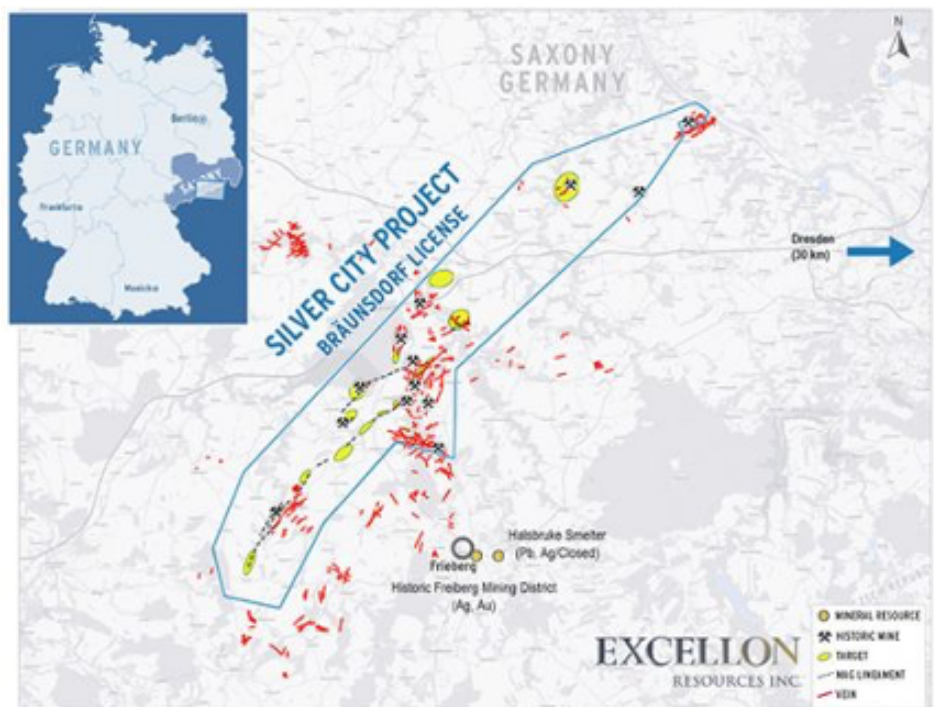 N
SAXONY
GERMANY
Berlin
GERMANY
SAXONY
Frankfurt
Munich
SILVER CITY PROJECT
BRÄUNSDORF LICENSE
Dresden
(30 km)
Halsbruke Smelter
(Pb, Ag/Closed)
Frieberg
Historic Freiberg Mining District
(Ag, Au)
EXCELLON
RESOURCES INC.
MINERAL RESOURCE
HISTORIC MINE
TARGET
MAG LINEAMENT
VEIN